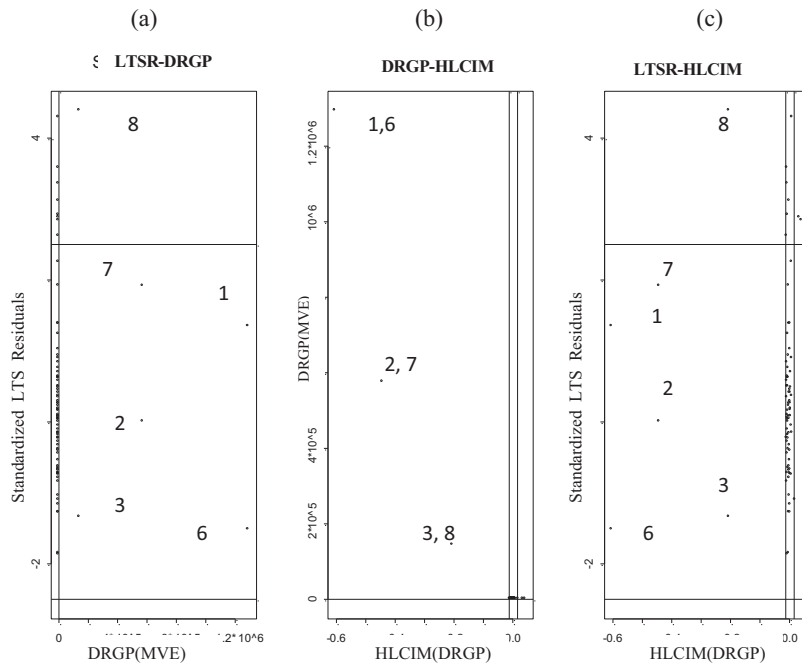 (a)
(b)
(c)
LTSR-DRGP
DRGP-HLCIM
LTSR-HLCIM
Standardized LTS Residuals
4
-2
8
7
1
2
3
6
0
1.2*10^6
DRGP(MVE)
DRGP(MVE)
1.2*10^6
10^6
4*10^5
2*10^5
0
1,6
2, 7
3, 8
-0.6
HLCIM(DRGP)
Standardized LTS Residuals
4
-2
8
7
1
2
3
6
-0.6
0.0
HLCIM(DRGP)